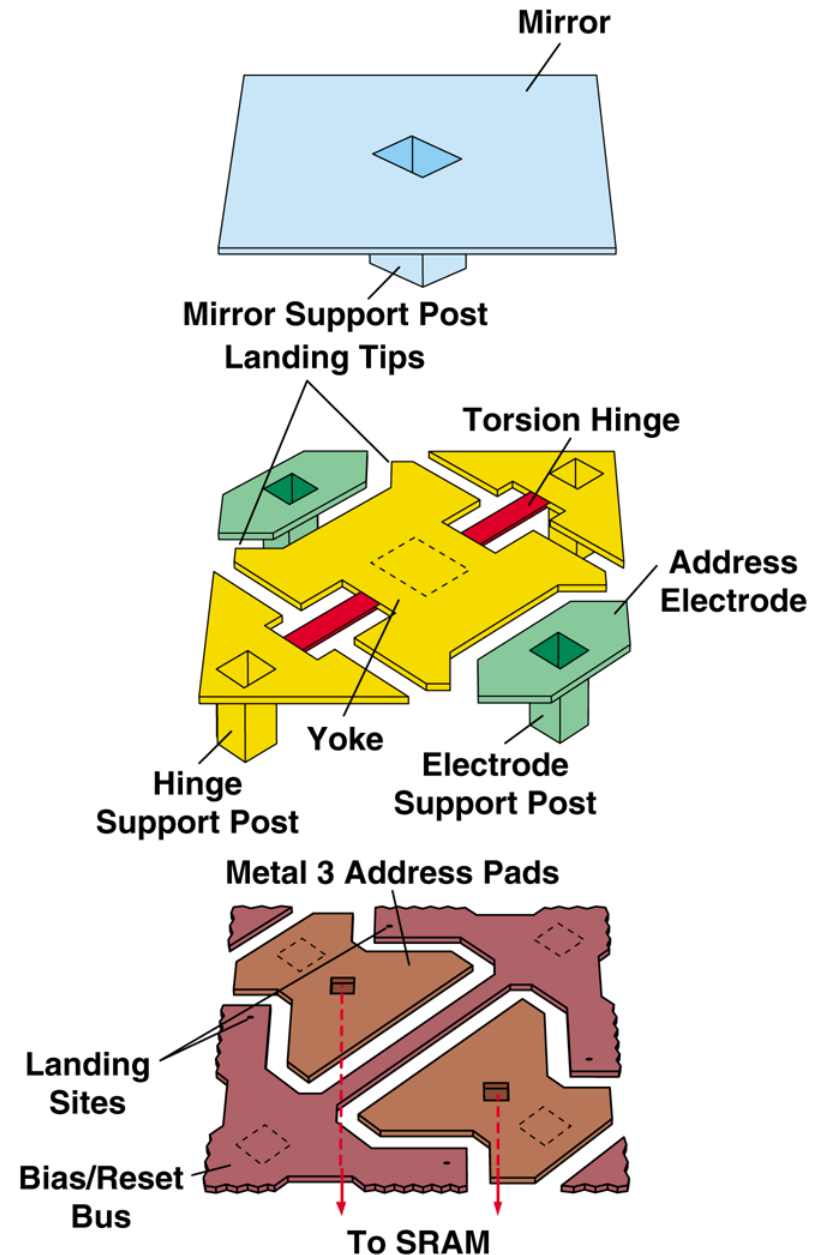 Mirror
Mirror Support Post
Landing Tips
Torsion Hinge
Address
Electrode
Yoke
Electrode
Support Post
Hinge
Support Post
Metal 3 Address Pads
Landing
Sites
Bias/Reset
Bus
To SRAM